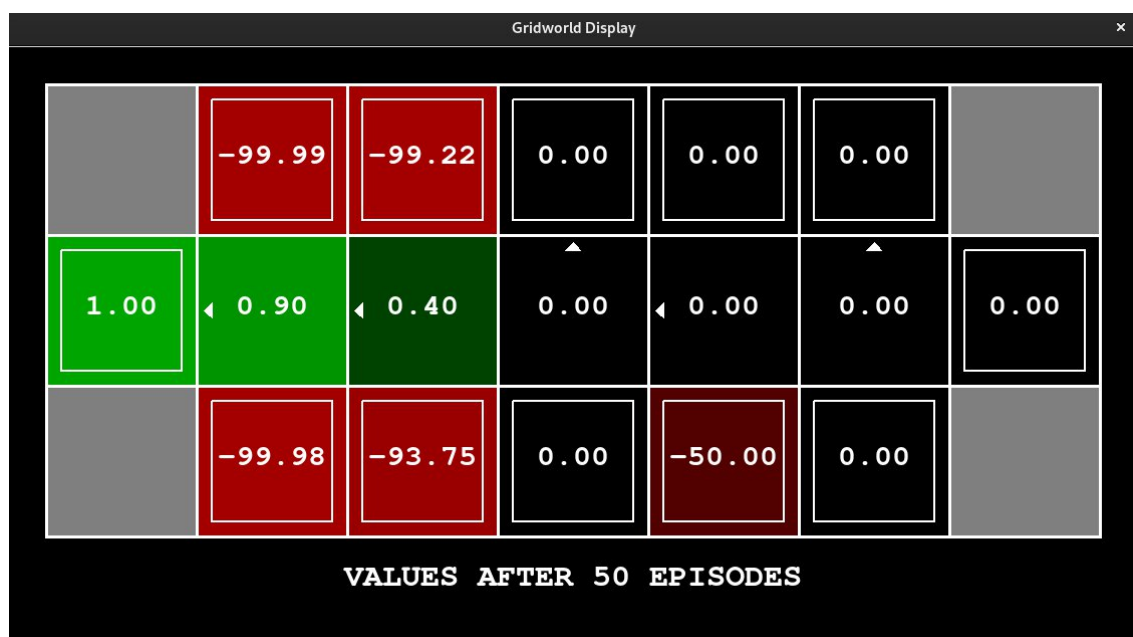 Gridworld Display
-99.99 -99.22 0.00 0.00 0.00
1.00 0.90 0.40 0.00 0.00 0.00 0.00
-99.98 -93.75 0.00 -50.00 0.00
VALUES AFTER 50 EPISODES